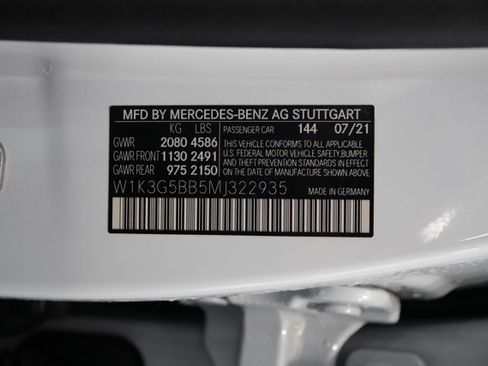 MFD BY MERCEDES-BENZ AG STUTTGART
KG LBS PASSENGER CAR 144 07/21
GVWR 2080 4586 THIS VEHICLE CONFORMS TO ALL APPLICABLE
GAWR FRONT 1130 2491 FEDERAL MOTOR VEHICLE SAFETY, BUMPER
GAWR REAR 975 2150 AND THEFT PREVENTION STANDARDS IN
EFFECT ON THE DATE OF MANUFACTURE SHOWN ABOVE.
W1K3G5BB5MJ322935 MADE IN GERMANY